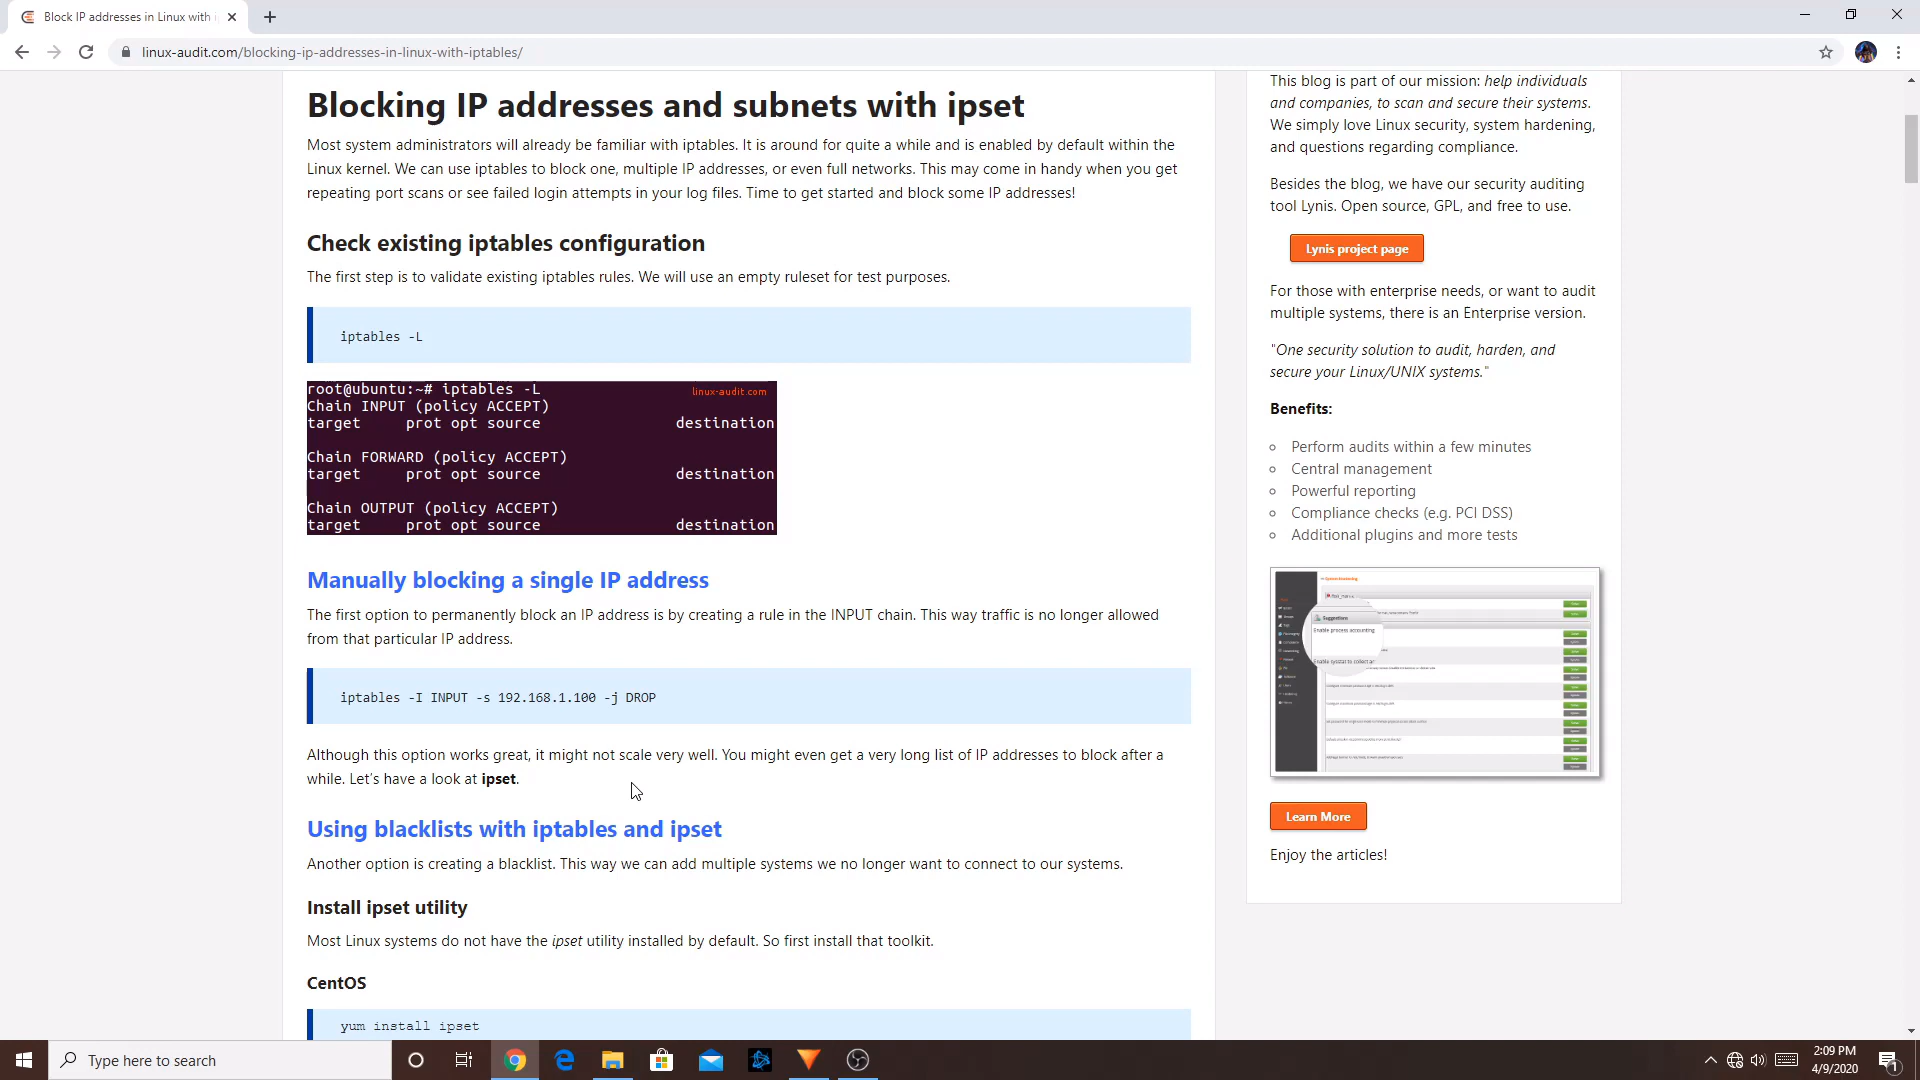 Block IP addresses in Linux with i
linux-audit.com/blocking-ip-addresses-in-linux-with-iptables/
Blocking IP addresses and subnets with ipset
Most system administrators will already be familiar with iptables. It is around for quite a while and is enabled by default within the
Linux kernel. We can use iptables to block one, multiple IP addresses, or even full networks. This may come in handy when you get
repeating port scans or see failed login attempts in your log files. Time to get started and block some IP addresses!
Check existing iptables configuration
The first step is to validate existing iptables rules. We will use an empty ruleset for test purposes.
iptables -L
root@ubuntu:~# iptables -L
linux-audit.com
Chain INPUT (policy ACCEPT)
target prot opt source destination
Chain FORWARD (policy ACCEPT)
target prot opt source destination
Chain OUTPUT (policy ACCEPT)
target prot opt source destination
Manually blocking a single IP address
The first option to permanently block an IP address is by creating a rule in the INPUT chain. This way traffic is no longer allowed
from that particular IP address.
iptables -I INPUT -s 192.168.1.100 -j DROP
Although this option works great, it might not scale very well. You might even get a very long list of IP addresses to block after a
while. Let's have a look at ipset.
Using blacklists with iptables and ipset
Another option is creating a blacklist. This way we can add multiple systems we no longer want to connect to our systems.
Install ipset utility
Most Linux systems do not have the ipset utility installed by default. So first install that toolkit.
CentOS
yum install ipset
This blog is part of our mission: help individuals
and companies, to scan and secure their systems.
We simply love Linux security, system hardening,
and questions regarding compliance.
Besides the blog, we have our security auditing
tool Lynis. Open source, GPL, and free to use.
Lynis project page
For those with enterprise needs, or want to audit
multiple systems, there is an Enterprise version.
"One security solution to audit, harden, and
secure your Linux/UNIX systems."
Benefits:
Perform audits within a few minutes
Central management
Powerful reporting
Compliance checks (e.g. PCI DSS)
Additional plugins and more tests
Suggestions
Enable process accounting
Enable sysstat to collect ar
Learn More
Enjoy the articles!
Type here to search
2:09 PM
4/9/2020
1